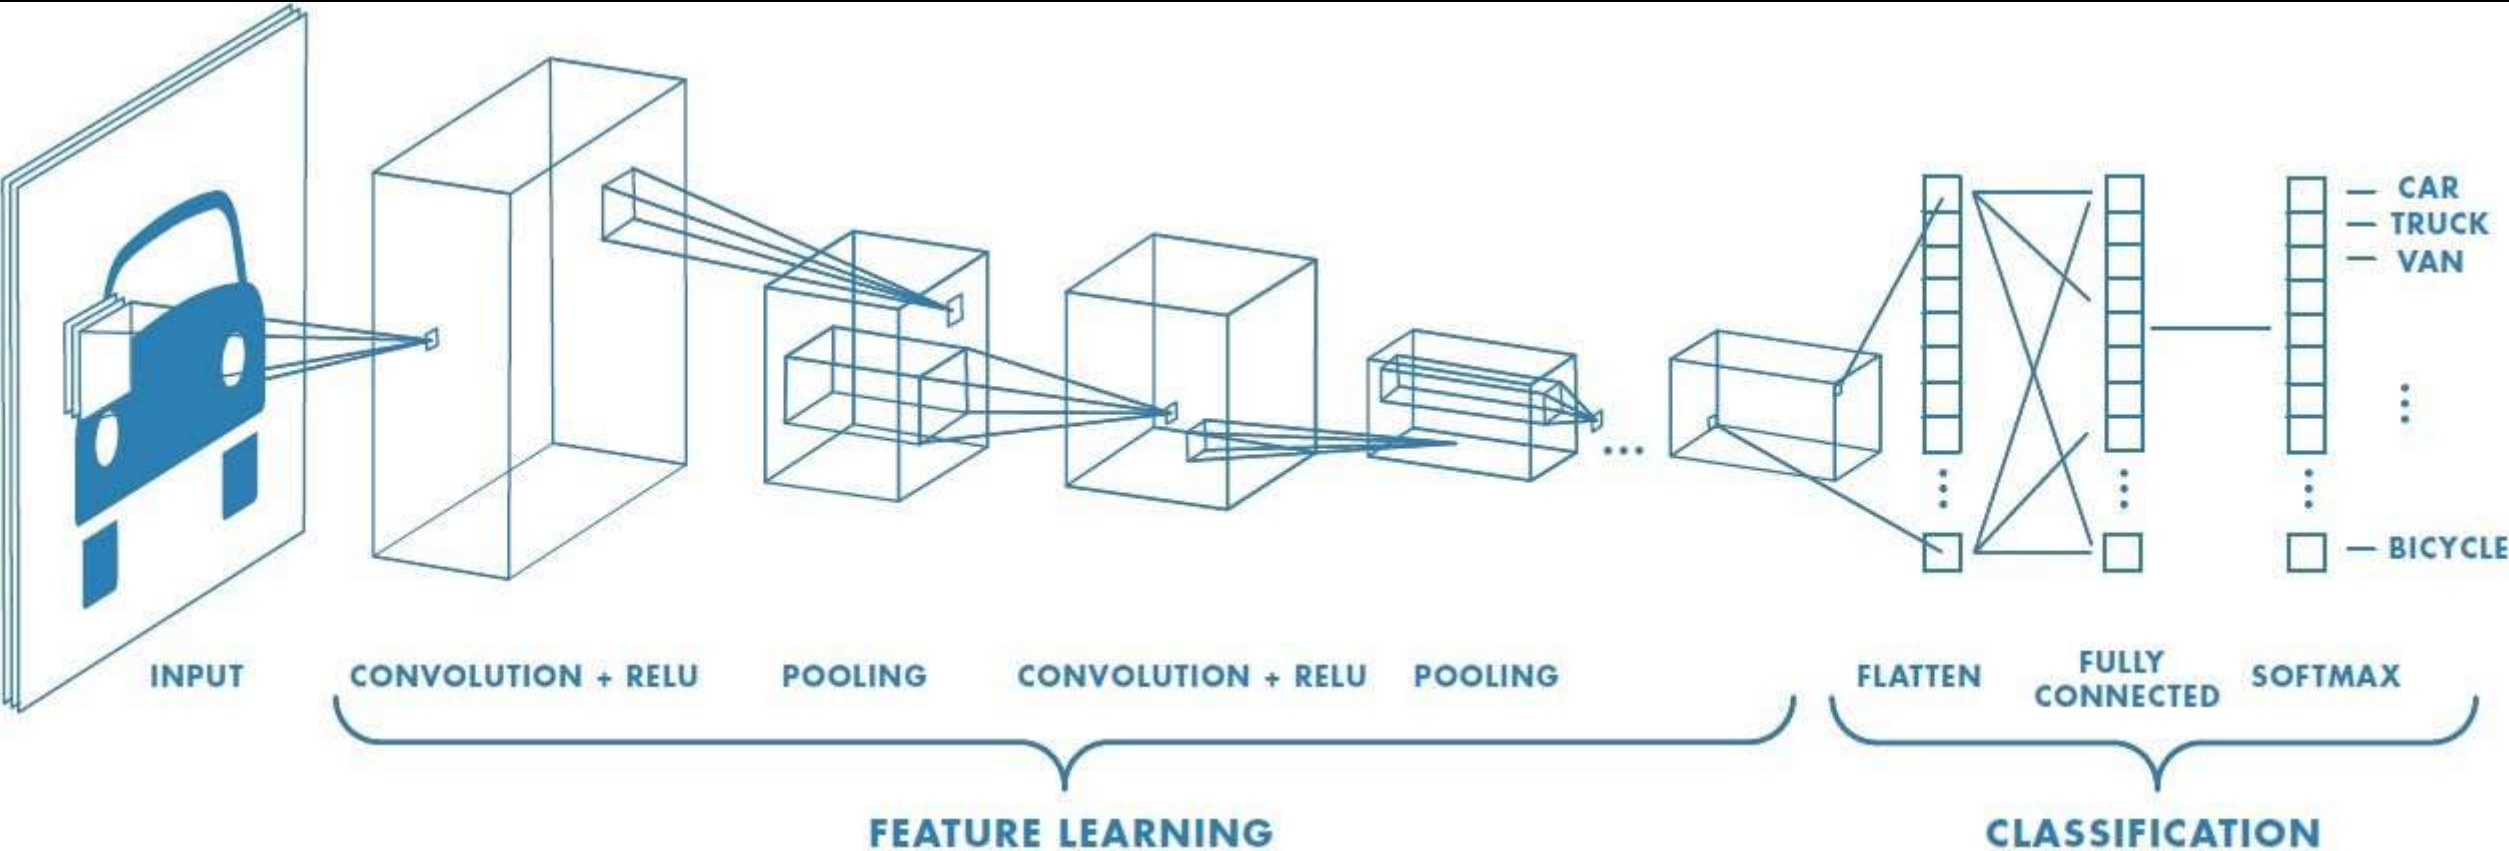 CAR
TRUCK
VAN
BICYCLE
INPUT
CONVOLUTION + RELU
POOLING
CONVOLUTION + RELU
POOLING
FLATTEN
FULLY
CONNECTED
SOFTMAX
FEATURE LEARNING
CLASSIFICATION